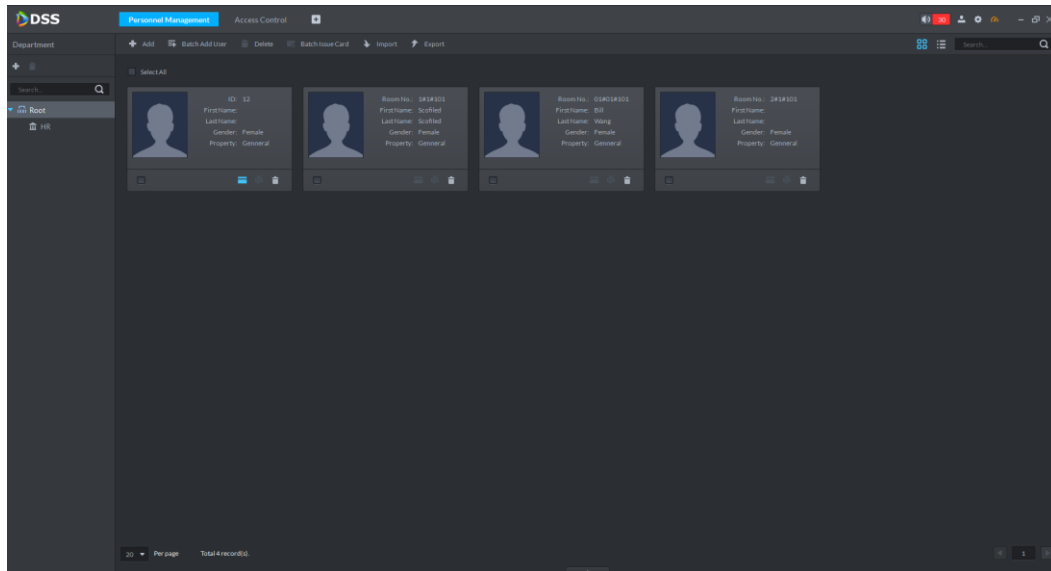 DSS
Personnel Management
Access Control
30
Department
Add
Batch Add User
Delete
Batch Issue Card
Import
Export
Search...
Search...
Root
HR
Select All
ID: 12
First Name:
Last Name:
Gender: Female
Property: Genneral
Room No.: 1#1#101
First Name: Scofiled
Last Name: Scofiled
Gender: Female
Property: Genneral
Room No.: 01#01#101
First Name: Bill
Last Name: Wang
Gender: Female
Property: Genneral
Room No.: 2#1#101
First Name:
Last Name:
Gender: Female
Property: Genneral
20
Per page
Total 4 record(s).
1